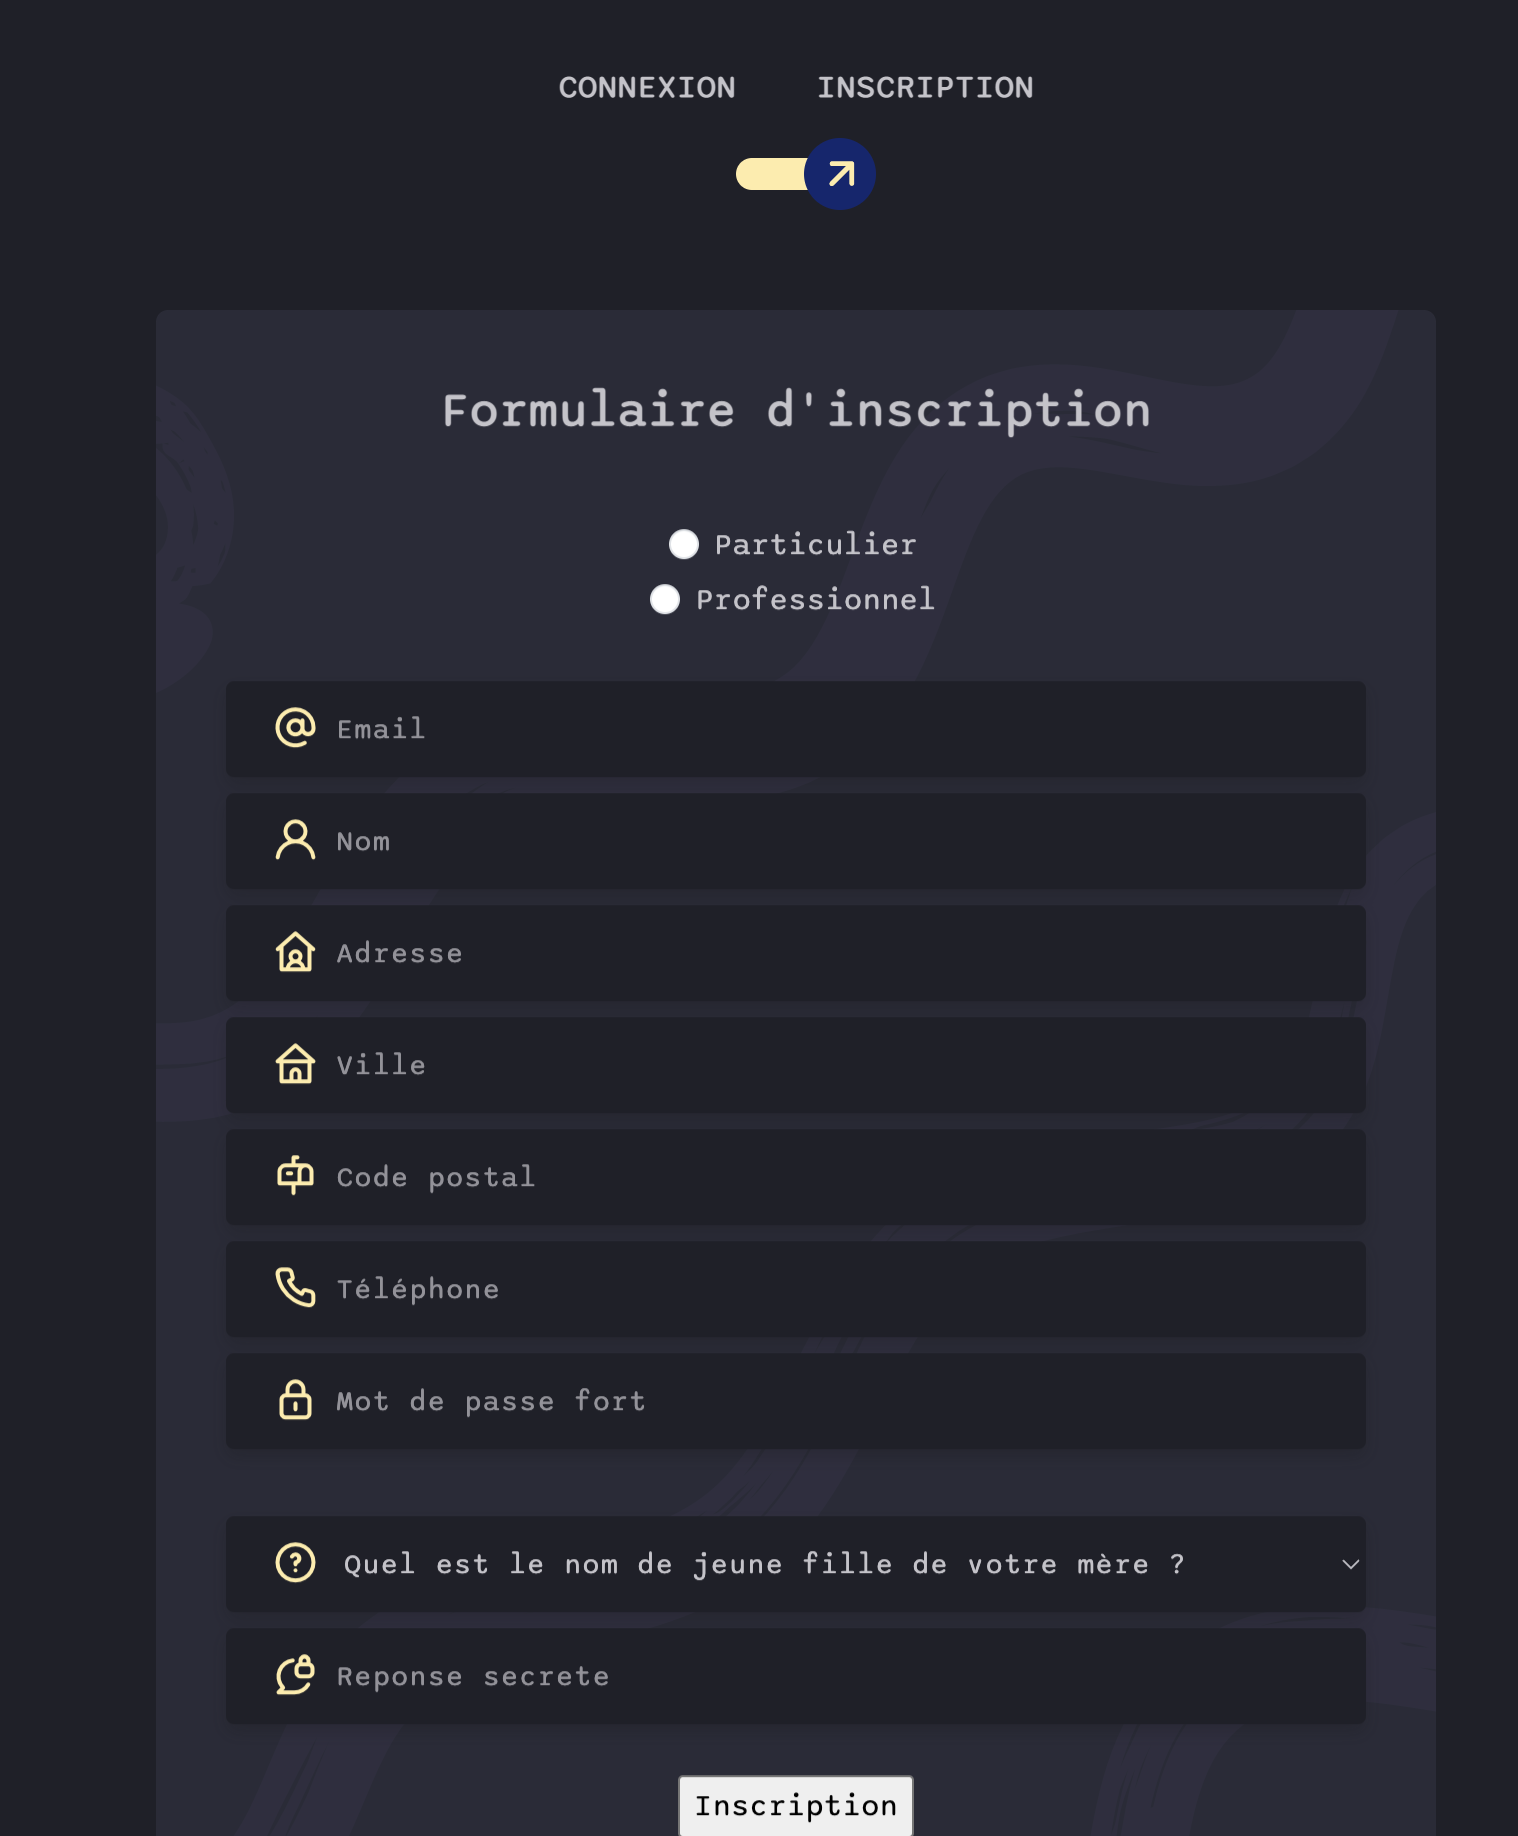 CONNEXION INSCRIPTION
Formulaire d'inscription
Particulier
Professionnel
Email
Nom
Adresse
Ville
Code postal
Téléphone
Mot de passe fort
Quel est le nom de jeune fille de votre mère ?
Reponse secrete
Inscription